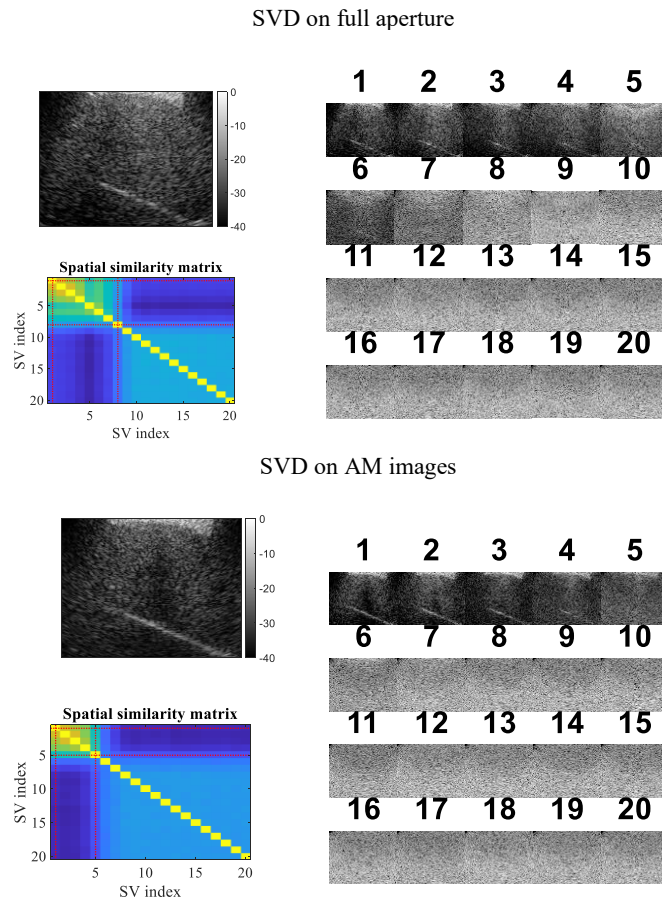 SVD on full aperture
0
-10
-20
-30
-40
1 2 3 4 5
6 7 8 9 10
11 12 13 14 15
16 17 18 19 20
Spatial similarity matrix
SV index
5
10
15
20
5 10 15 20
SV index
SVD on AM images
0
-10
-20
-30
-40
1 2 3 4 5
6 7 8 9 10
11 12 13 14 15
16 17 18 19 20
Spatial similarity matrix
SV index
5
10
15
20
5 10 15 20
SV index